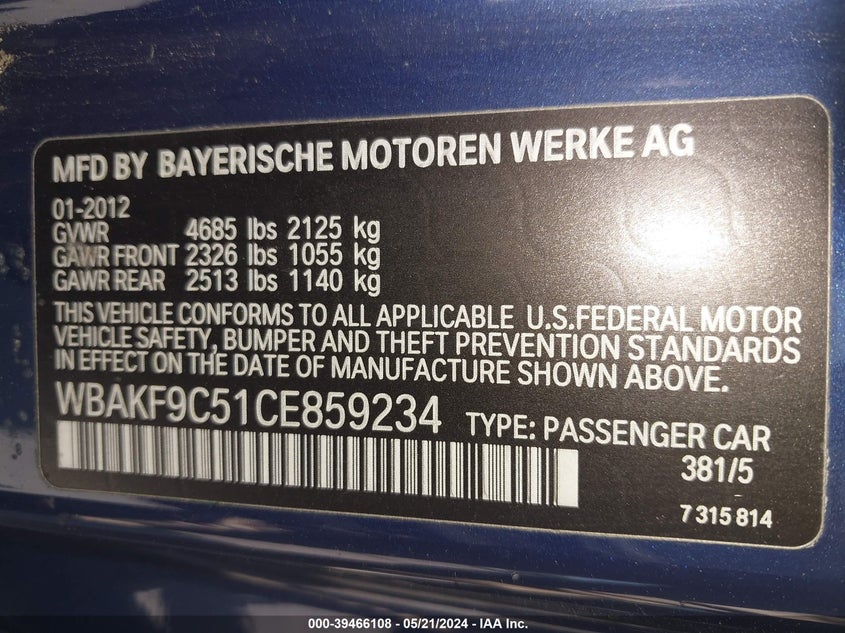 MFD BY BAYERISCHE MOTOREN WERKE AG
01-2012
GVWR 4685 lbs 2125 kg
GAWR FRONT 2326 lbs 1055 kg
GAWR REAR 2513 lbs 1140 kg
THIS VEHICLE CONFORMS TO ALL APPLICABLE U.S.FEDERAL MOTOR
VEHICLE SAFETY, BUMPER AND THEFT PREVENTION STANDARDS
IN EFFECT ON THE DATE OF MANUFACTURE SHOWN ABOVE.
WBAKF9C51CE859234 TYPE: PASSENGER CAR
381/5
7 315 814
000-39466108 - 05/21/2024 - IAA Inc.